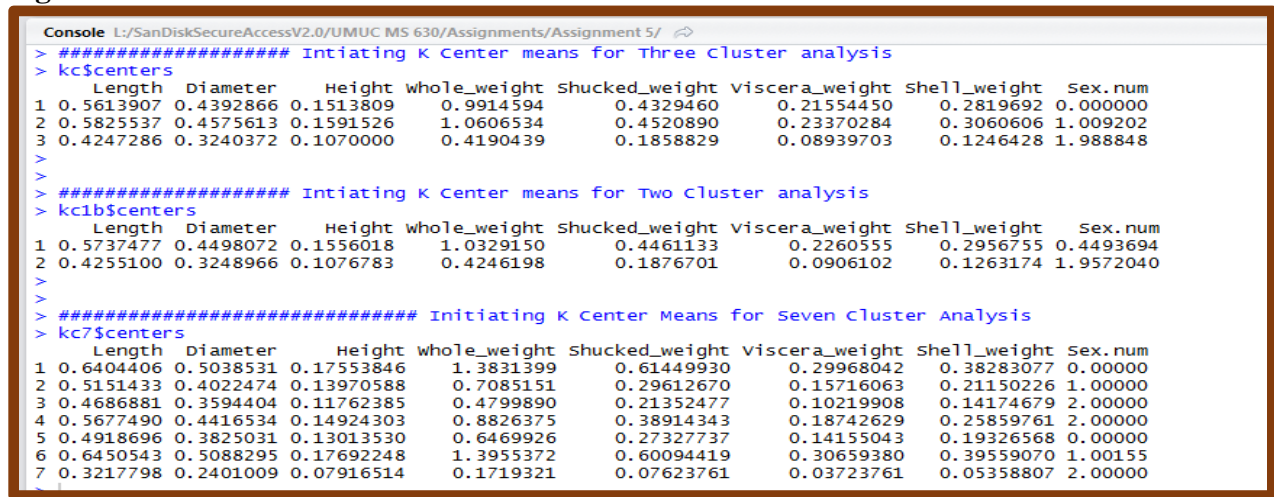 Console L:/SanDiskSecureAccessV2.0/UMUC MS 630/Assignments/Assignment 5/
> #################### Intiating K Center means for Three Cluster analysis
> kc$centers
Length Diameter Height Whole_weight Shucked_weight Viscera_weight Shell_weight Sex.num
1 0.5613907 0.4392866 0.1513809 0.9914594 0.4329460 0.21554450 0.2819692 0.000000
2 0.5825537 0.4575613 0.1591526 1.0606534 0.4520890 0.23370284 0.3060606 1.009202
3 0.4247286 0.3240372 0.1070000 0.4190439 0.1858829 0.08939703 0.1246428 1.988848
>
>
> #################### Intiating K Center means for Two Cluster analysis
> kc1b$centers
Length Diameter Height Whole_weight Shucked_weight Viscera_weight Shell_weight Sex.num
1 0.5737477 0.4498072 0.1556018 1.0329150 0.4461133 0.2260555 0.2956755 0.4493694
2 0.4255100 0.3248966 0.1076783 0.4246198 0.1876701 0.0906102 0.1263174 1.9572040
>
>
> ############################### Initiating K Center Means for Seven Cluster Analysis
> kc7$centers
Length Diameter Height Whole_weight Shucked_weight Viscera_weight Shell_weight Sex.num
1 0.6404406 0.5038531 0.17553846 1.3831399 0.61449930 0.29968042 0.38283077 0.00000
2 0.5151433 0.4022474 0.13970588 0.7085151 0.29612670 0.15716063 0.21150226 1.00000
3 0.4686881 0.3594404 0.11762385 0.4799890 0.21352477 0.10219908 0.14174679 2.00000
4 0.5677490 0.4416534 0.14924303 0.8826375 0.38914343 0.18742629 0.25859761 2.00000
5 0.4918696 0.3825031 0.13013530 0.6469926 0.27327737 0.14155043 0.19326568 0.00000
6 0.6450543 0.5088295 0.17692248 1.3955372 0.60094419 0.30659380 0.39559070 1.00155
7 0.3217798 0.2401009 0.07916514 0.1719321 0.07623761 0.03723761 0.05358807 2.00000